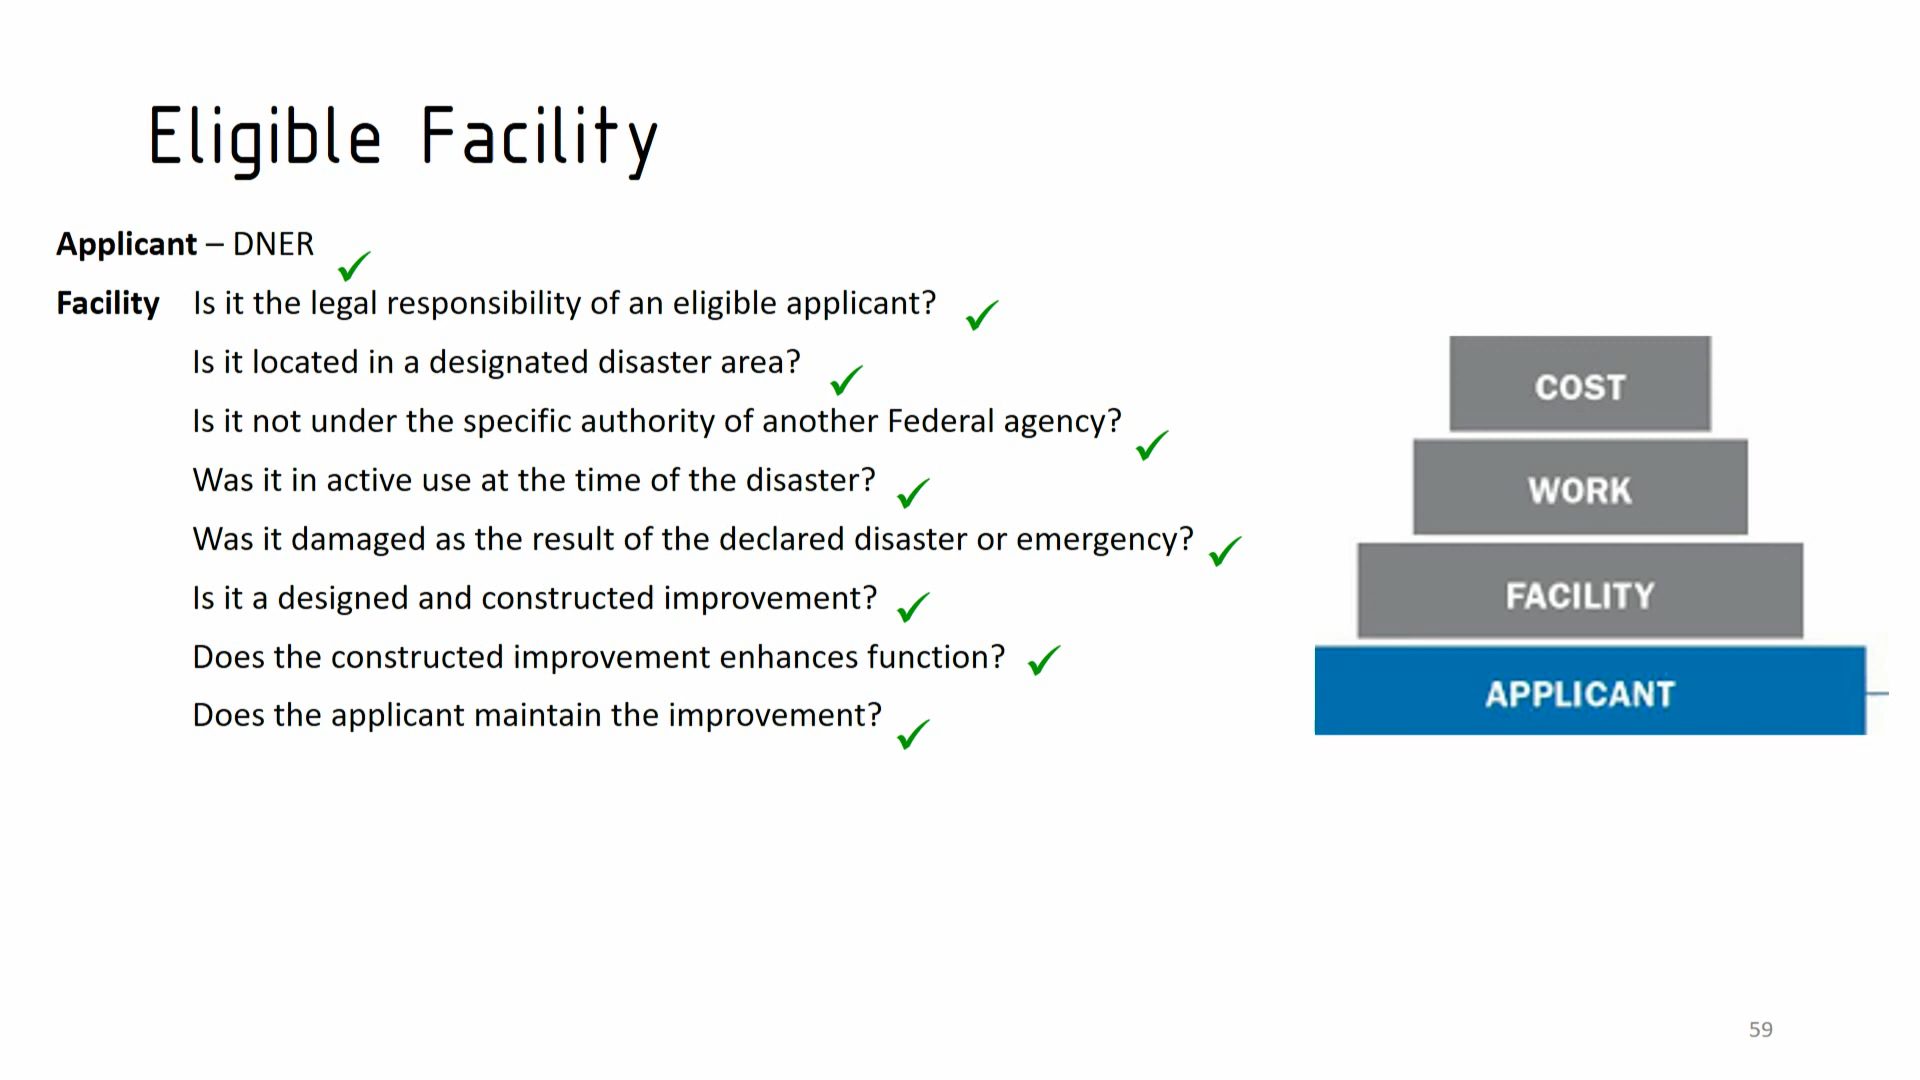 Eligible Facility
Applicant – DNER
Facility Is it the legal responsibility of an eligible applicant?
Is it located in a designated disaster area?
Is it not under the specific authority of another Federal agency?
Was it in active use at the time of the disaster?
Was it damaged as the result of the declared disaster or emergency?
Is it a designed and constructed improvement?
Does the constructed improvement enhances function?
Does the applicant maintain the improvement?
COST
WORK
FACILITY
APPLICANT
59